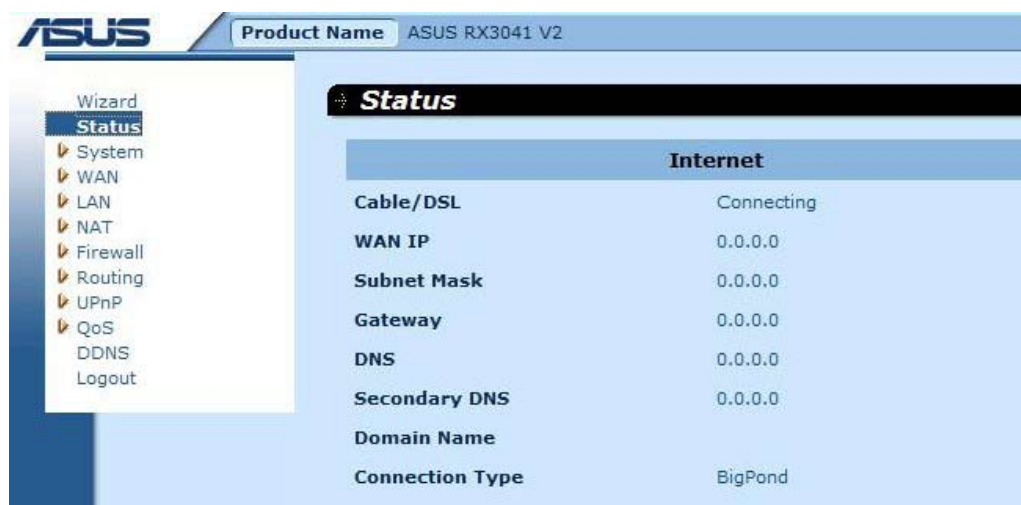 ASUS
Product Name ASUS RX3041 V2
Wizard
Status
System
WAN
LAN
NAT
Firewall
Routing
UPnP
QoS
DDNS
Logout
Status
Internet
Cable/DSL Connecting
WAN IP 0.0.0.0
Subnet Mask 0.0.0.0
Gateway 0.0.0.0
DNS 0.0.0.0
Secondary DNS 0.0.0.0
Domain Name
Connection Type BigPond